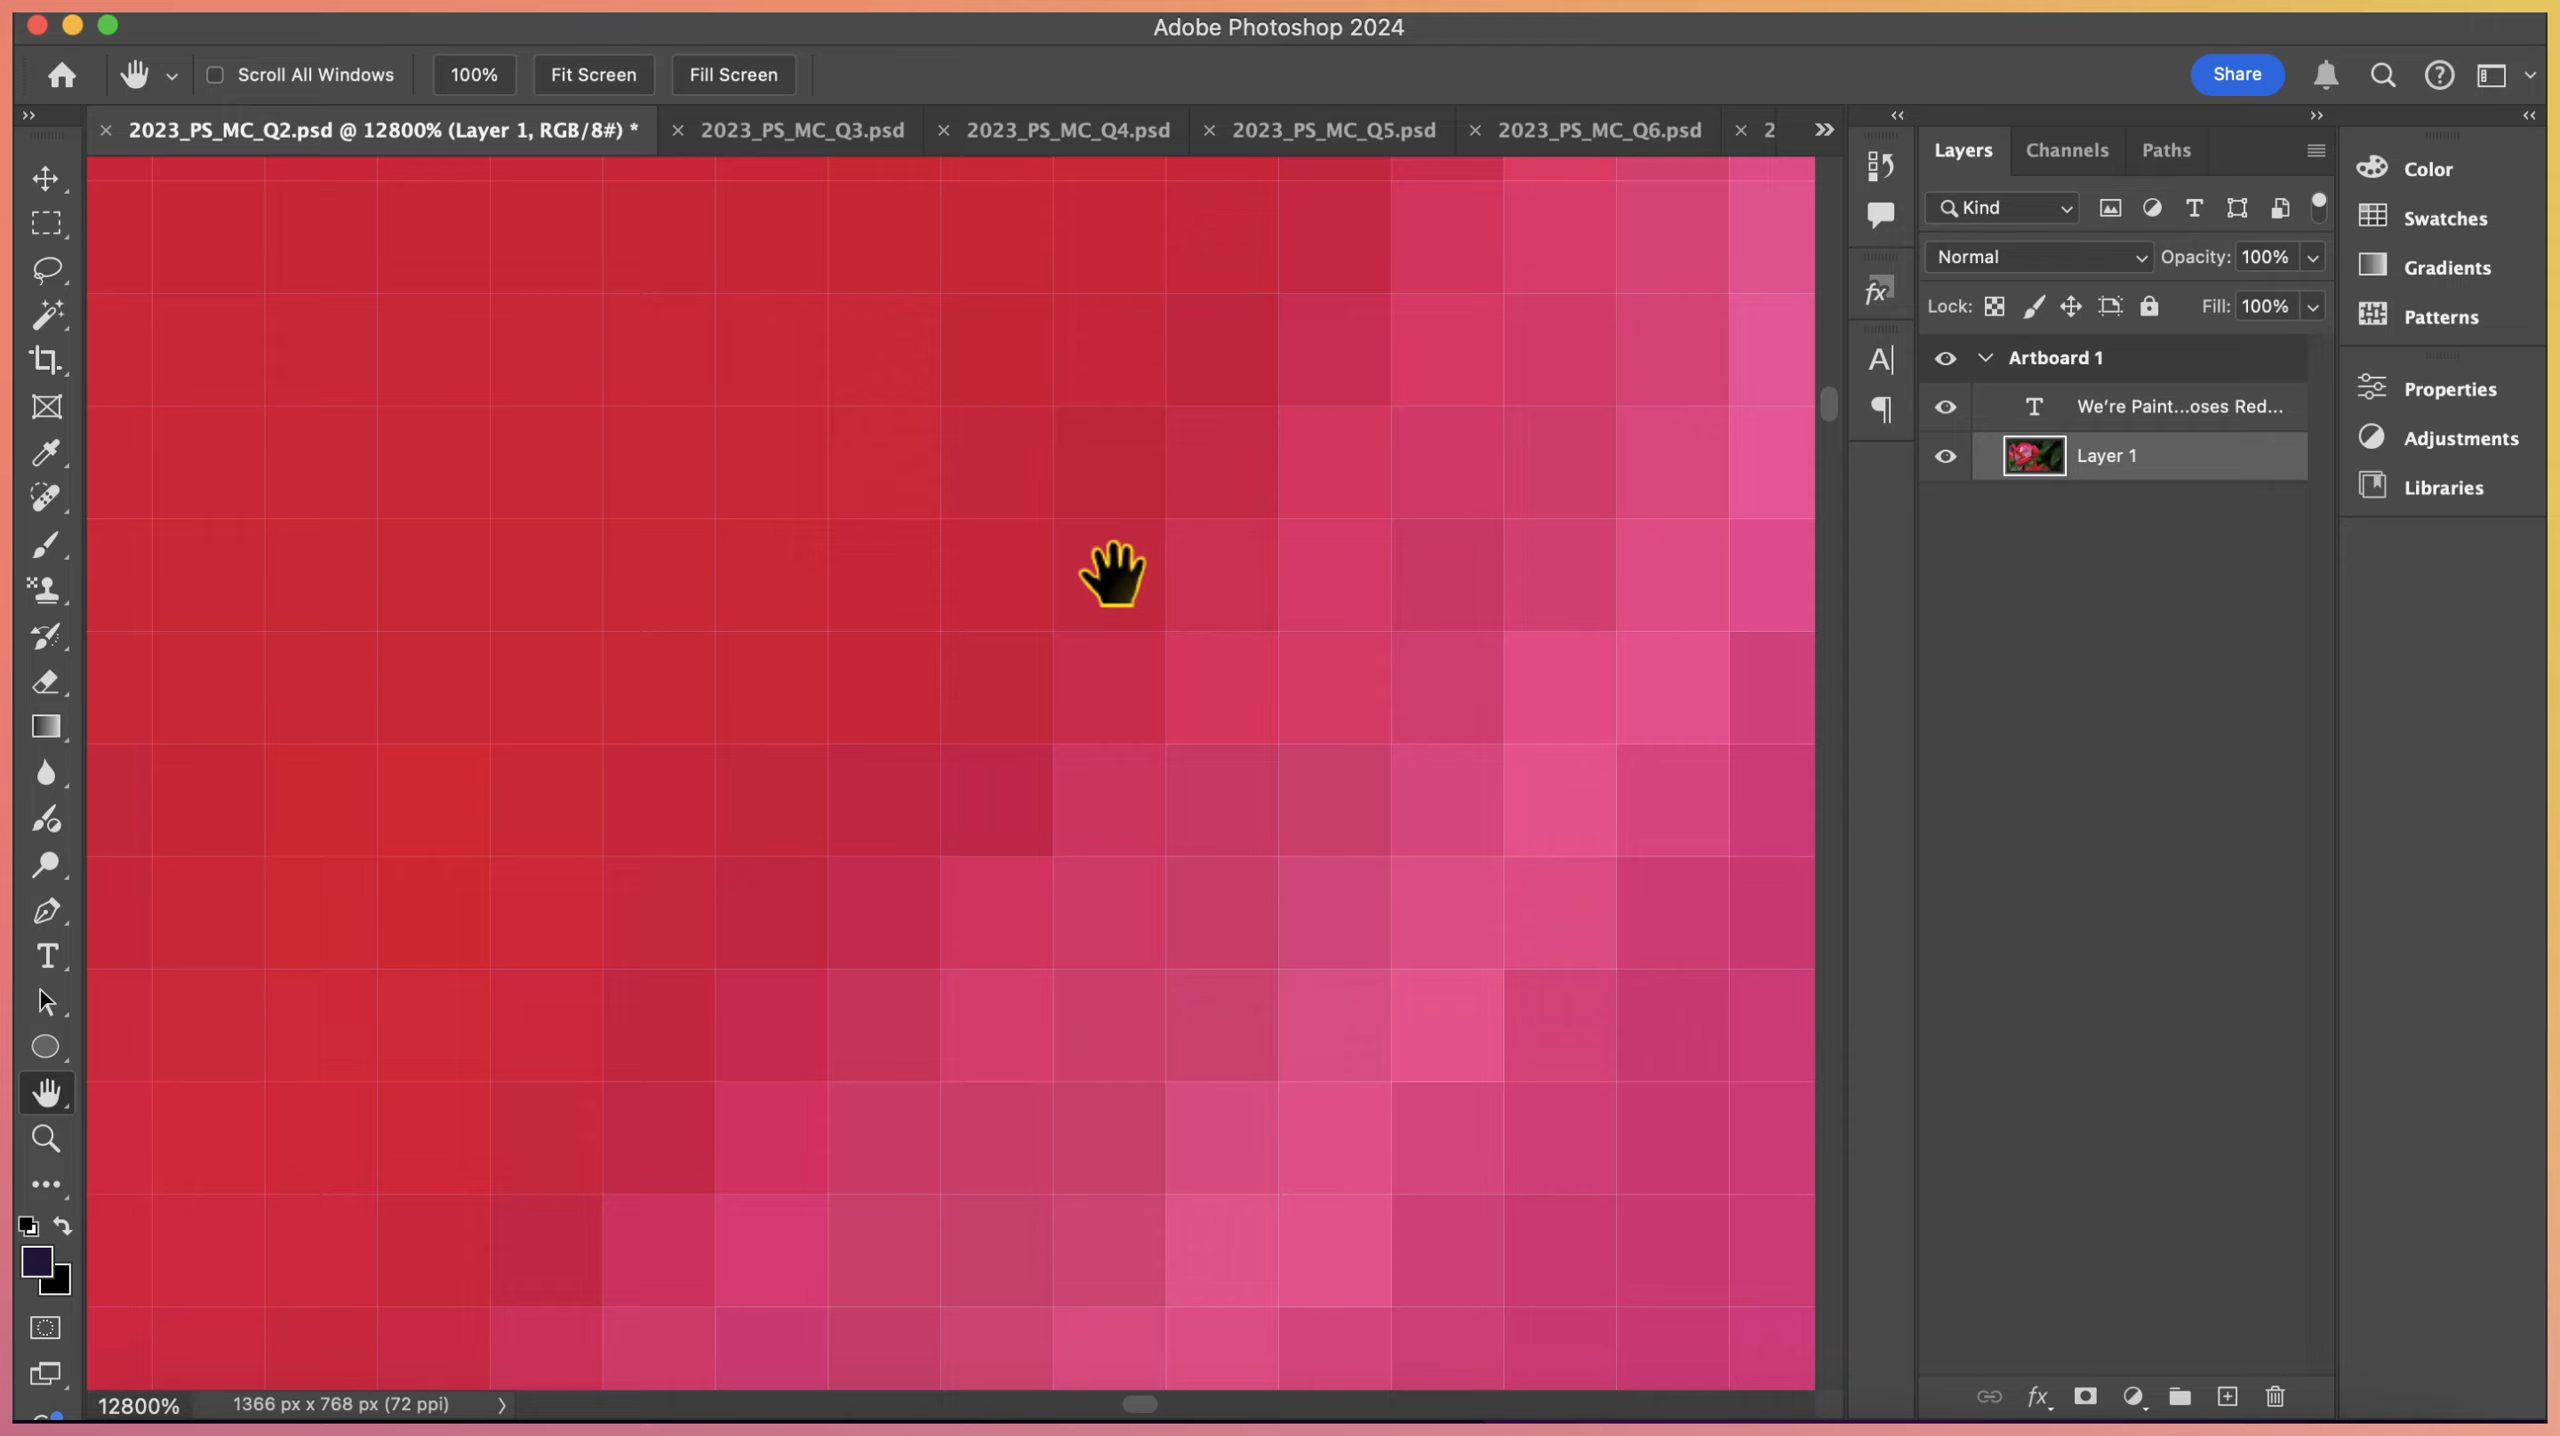 Adobe Photoshop 2024
Scroll All Windows 100% Fit Screen Fill Screen Share
2023_PS_MC_Q2.psd @ 12800% (Layer 1, RGB/8#) * 2023_PS_MC_Q3.psd 2023_PS_MC_Q4.psd 2023_PS_MC_Q5.psd 2023_PS_MC_Q6.psd 2
Layers Channels Paths
Kind
Normal Opacity: 100%
Lock: Fill: 100%
Artboard 1
We're Paint...oses Red...
Layer 1
Color
Swatches
Gradients
Patterns
Properties
Adjustments
Libraries
12800% 1366 px x 768 px (72 ppi)